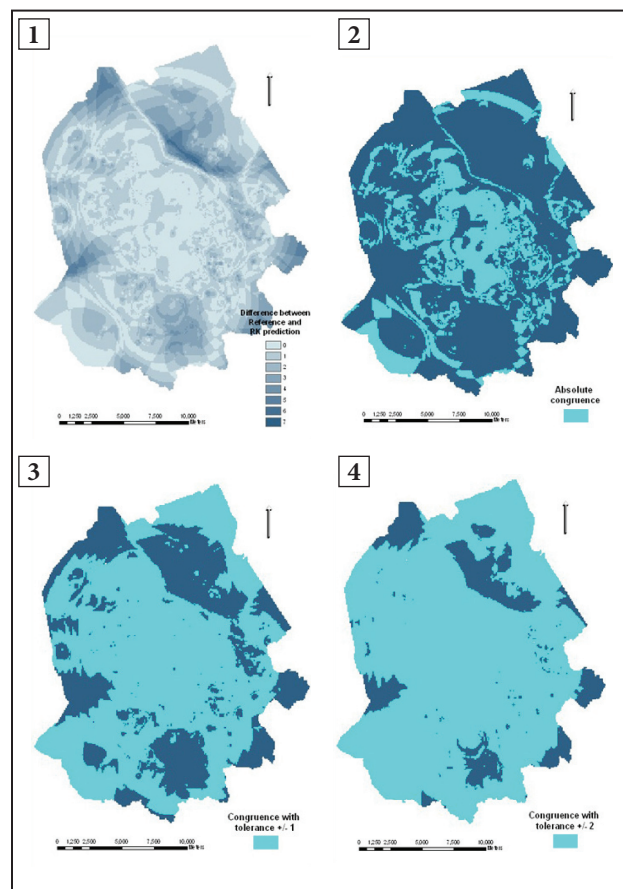 1
Difference between
Reference and
RK prediction
0
1
2
3
4
5
6
7
0 1,250 2,500 5,000 7,500 10,000
2
Absolute
congruence
0 1,250 2,500 5,000 7,500 10,000
3
Congruence with
tolerance +/- 1
0 1,250 2,500 5,000 7,500 10,000
4
Congruence with
tolerance +/- 2
0 1,250 2,500 5,000 7,500 10,000